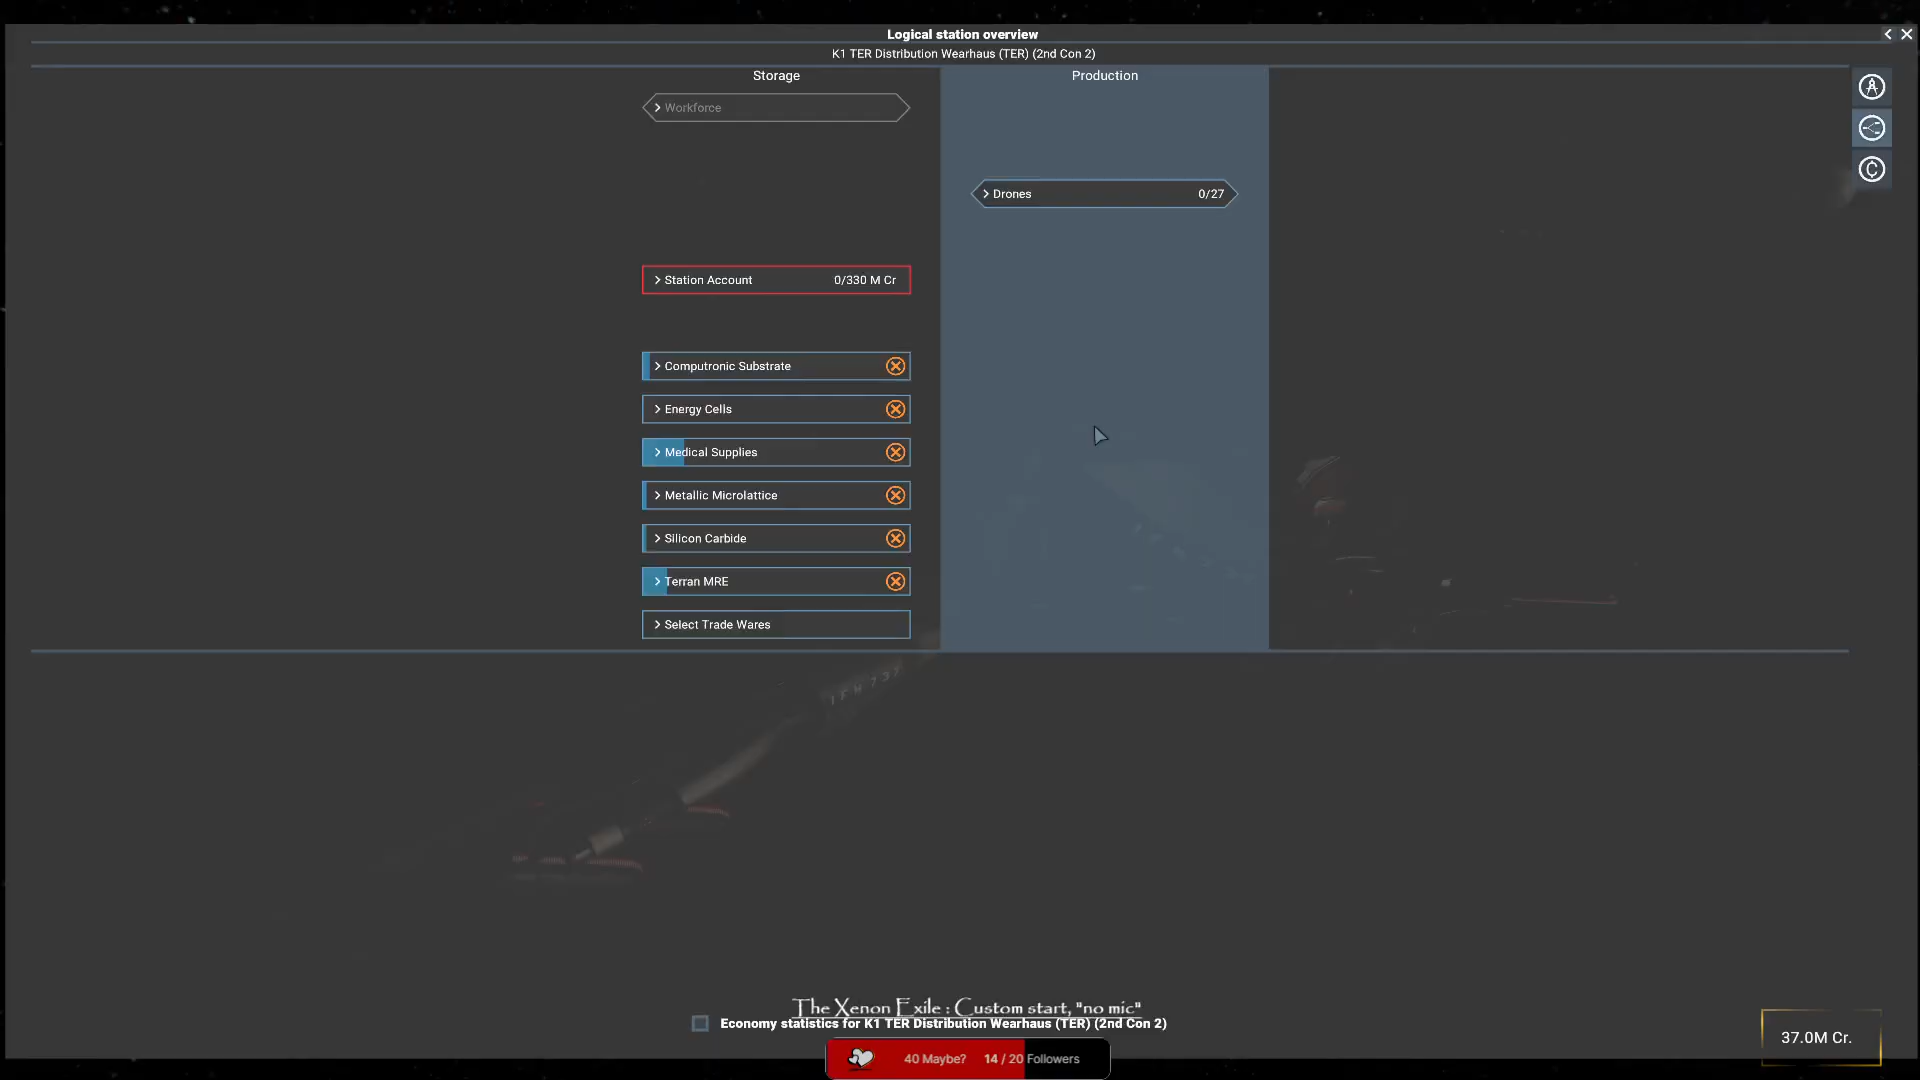 Logical station overview
K1 TER Distribution Wearhaus (TER) (2nd Con 2)
Storage
Production
Workforce
Drones 0/27
Station Account 0/330 M Cr
Computronic Substrate
Energy Cells
Medical Supplies
Metallic Microlattice
Silicon Carbide
Terran MRE
Select Trade Wares
The Xenon Exile : Custom start, "no mic"
Economy statistics for K1 TER Distribution Wearhaus (TER) (2nd Con 2)
37.0M Cr.
40 Maybe? 14 / 20 Followers